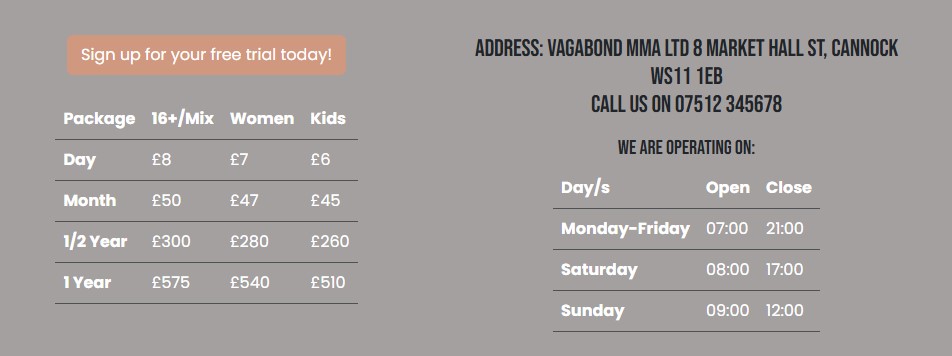 Sign up for your free trial today!
Package 16+/Mix Women Kids
Day £8 £7 £6
Month £50 £47 £45
1/2 Year £300 £280 £260
1 Year £575 £540 £510
ADDRESS: VAGABOND MMA LTD 8 MARKET HALL ST, CANNOCK
WS11 1EB
CALL US ON 07512 345678
WE ARE OPERATING ON:
Day/s Open Close
Monday-Friday 07:00 21:00
Saturday 08:00 17:00
Sunday 09:00 12:00